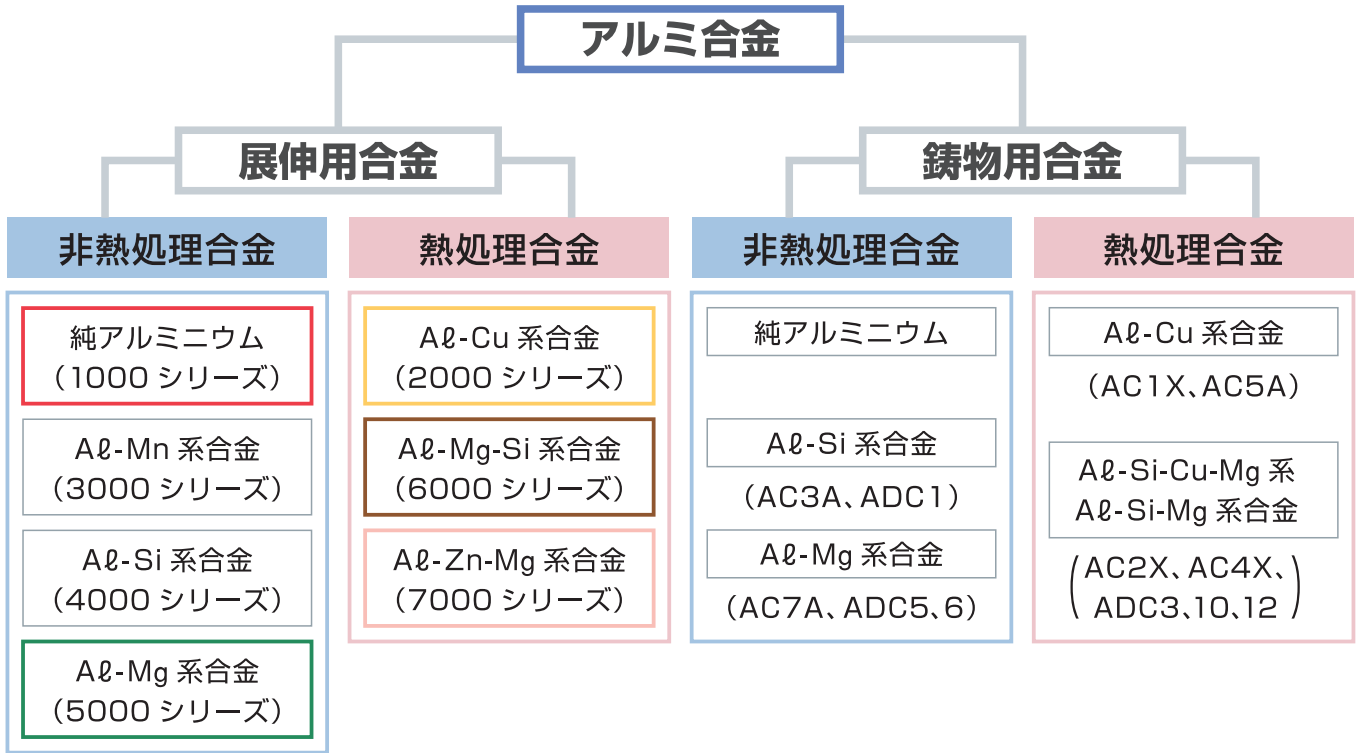 アルミ合金
展伸用合金
鋳物用合金
非熱処理合金
純アルミニウム
(1000 シリーズ)
Aℓ-Mn 系合金
(3000 シリーズ)
Aℓ-Si 系合金
(4000 シリーズ)
Aℓ-Mg 系合金
(5000 シリーズ)
熱処理合金
Aℓ-Cu 系合金
(2000 シリーズ)
Aℓ-Mg-Si 系合金
(6000 シリーズ)
Aℓ-Zn-Mg 系合金
(7000 シリーズ)
非熱処理合金
純アルミニウム
Aℓ-Si 系合金
(AC3A、ADC1)
Aℓ-Mg 系合金
(AC7A、ADC5、6)
熱処理合金
Aℓ-Cu 系合金
(AC1X、AC5A)
Aℓ-Si-Cu-Mg 系
Aℓ-Si-Mg 系合金
(AC2X、AC4X、
ADC3、10、12)